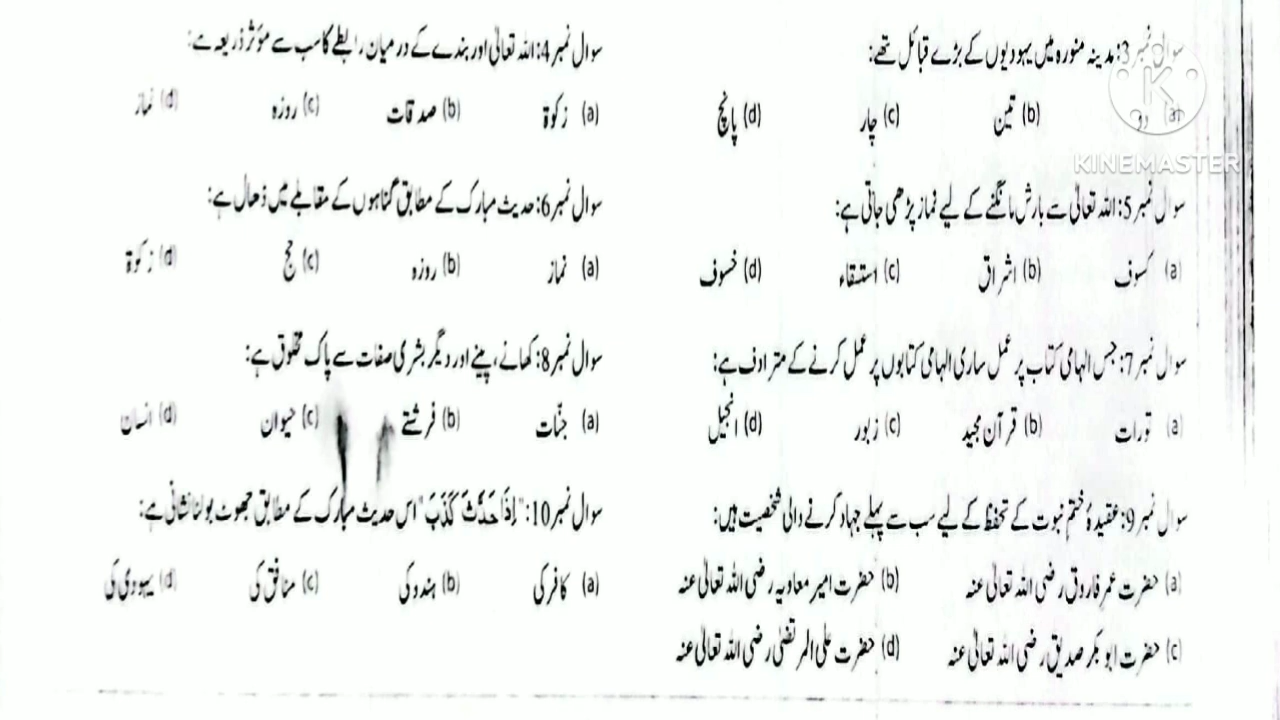 سوال نمبر 3: مدینہ منورہ میں یہودیوں کے بڑے قبائل تھے:
(a) دو (b) تین (c) چار (d) پانچ
سوال نمبر 4: اللہ تعالیٰ اور بندے کے درمیان رابطے کا سب سے مؤثر ذریعہ ہے:
(a) زکوٰۃ (b) صدقات (c) روزہ (d) نماز
KINEMASTER
سوال نمبر 5: اللہ تعالیٰ سے بارش مانگنے کے لیے نماز پڑھی جاتی ہے:
(a) کسوف (b) اشراق (c) استسقاء (d) خسوف
سوال نمبر 6: حدیث مبارک کے مطابق گناہوں کے مقابلے میں ڈھال ہے:
(a) نماز (b) روزہ (c) حج (d) زکوٰۃ
سوال نمبر 7: جس الہامی کتاب پر عمل ساری الہامی کتابوں پر عمل کرنے کے مترادف ہے:
(a) تورات (b) قرآن مجید (c) زبور (d) انجیل
سوال نمبر 8: کھانے، پینے اور دیگر بشری صفات سے پاک مخلوق ہے:
(a) جنّات (b) فرشتے (c) حیوان (d) انسان
سوال نمبر 9: عقیدۂ ختم نبوت کے تحفظ کے لیے سب سے پہلے جہاد کرنے والی شخصیت ہیں:
(a) حضرت عمر فاروق رضی اللہ تعالیٰ عنہ (b) حضرت امیر معاویہ رضی اللہ تعالیٰ عنہ
(c) حضرت ابو بکر صدیق رضی اللہ تعالیٰ عنہ (d) حضرت علی المرتضیٰ رضی اللہ تعالیٰ عنہ
سوال نمبر 10: "اِذَا حَدَّثَ کَذَبَ" اس حدیث مبارک کے مطابق جھوٹ بولنا نشانی ہے:
(a) کافر کی (b) ہندو کی (c) منافق کی (d) یہودی کی